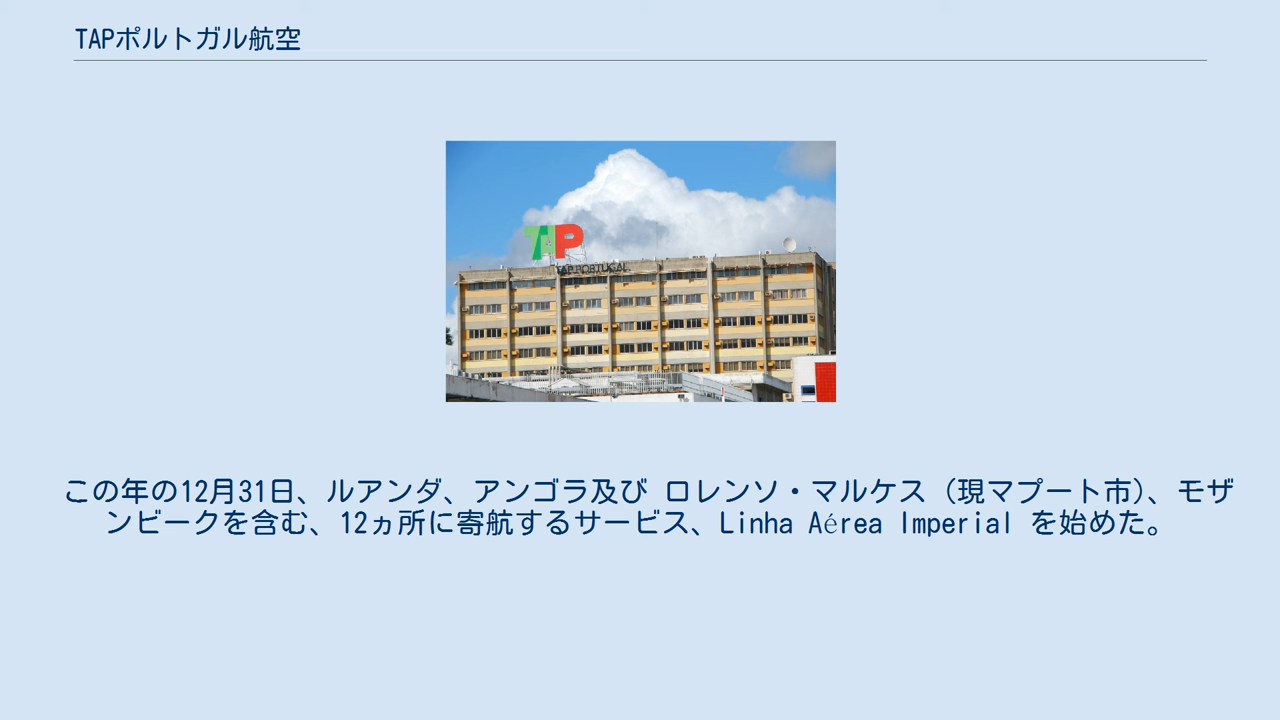 TAPポルトガル航空
TAP
TAP PORTUGAL
この年の12月31日、ルアンダ、アンゴラ及び ロレンソ・マルケス (現マプート市)、モザ
ンビークを含む、12ヵ所に寄航するサービス、Linha Aérea Imperial を始めた。